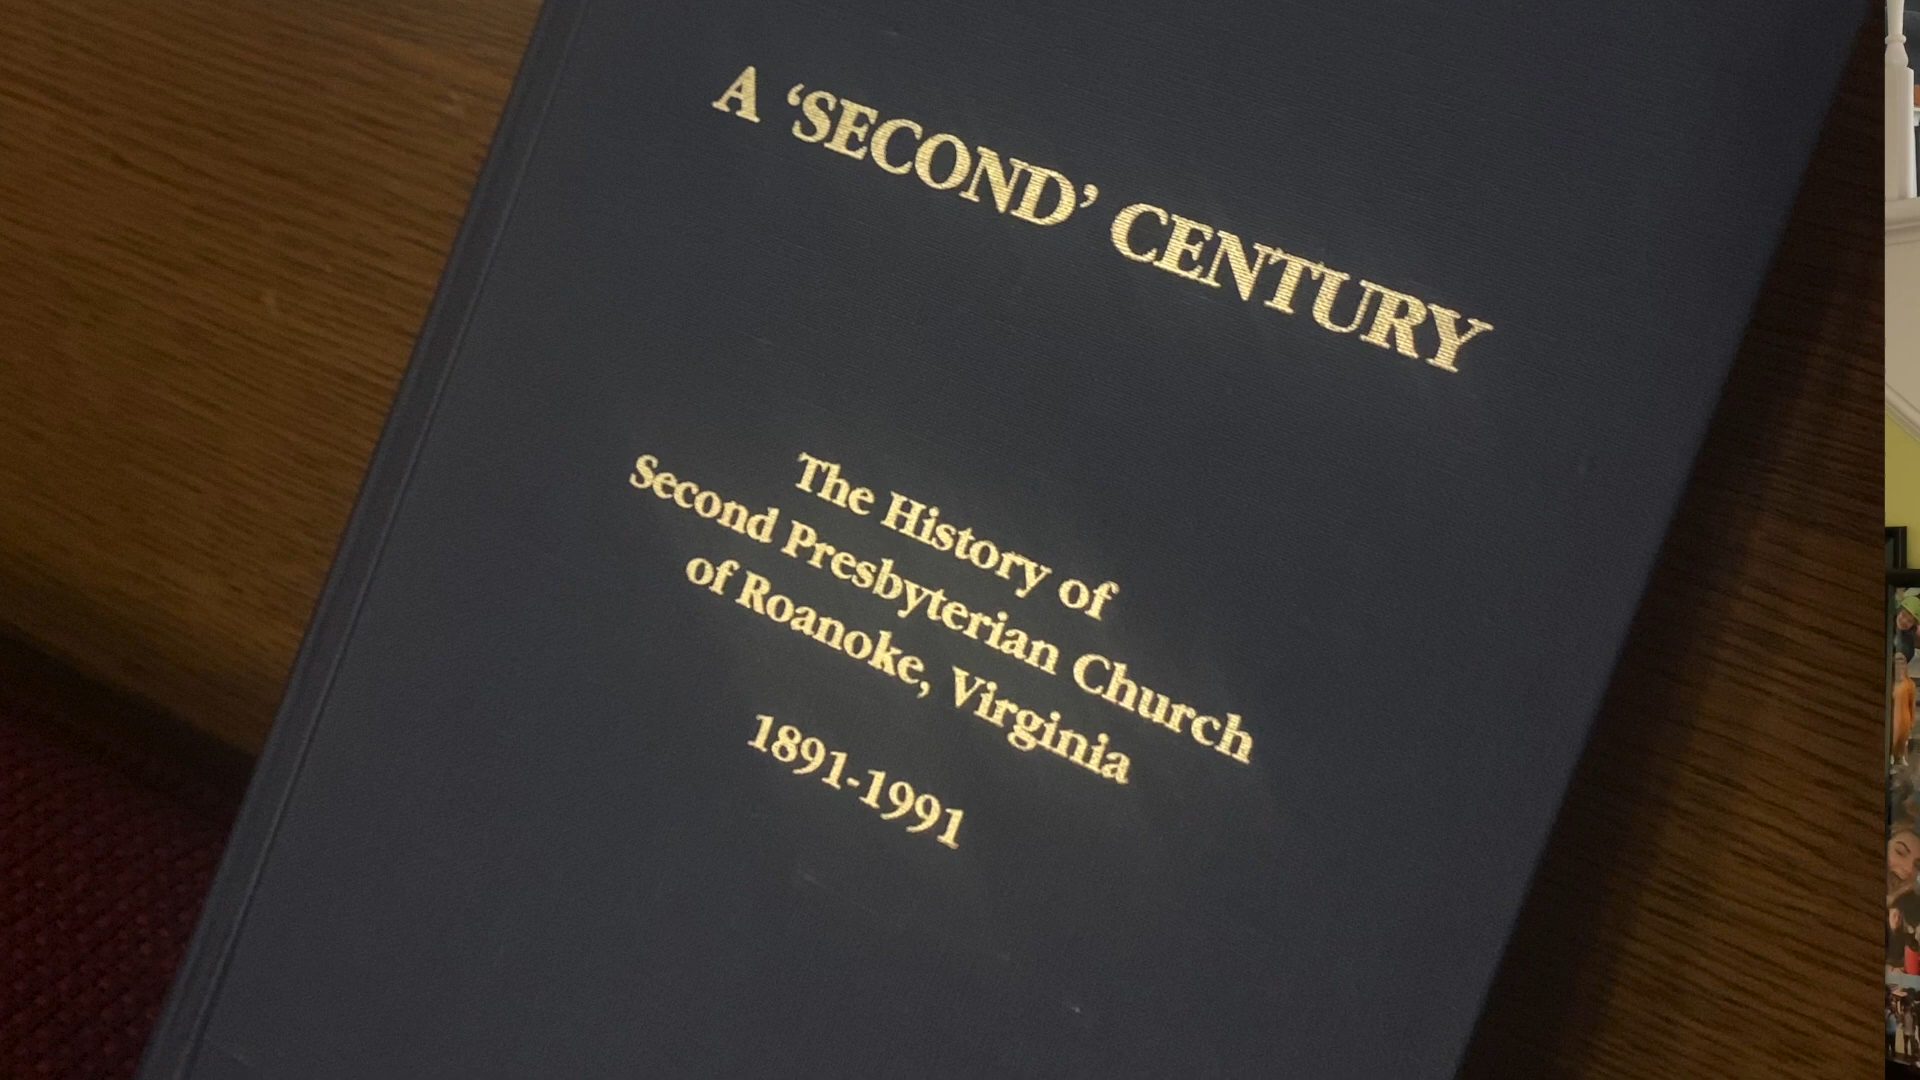 A ‘SECOND’ CENTURY
The History of
Second Presbyterian Church
of Roanoke, Virginia
1891-1991